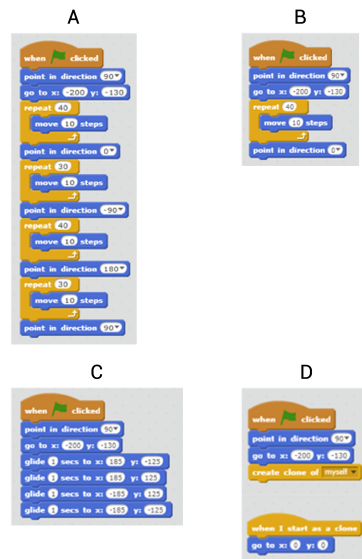 A
when clicked
point in direction 90
go to x: -200 y: -130
repeat 40
move 10 steps
point in direction 0
repeat 30
move 10 steps
point in direction -90
repeat 40
move 10 steps
point in direction 180
repeat 30
move 10 steps
point in direction 90
B
when clicked
point in direction 90
go to x: -200 y: -130
repeat 40
move 10 steps
point in direction 0
C
when clicked
point in direction 90
go to x: -200 y: -130
glide 1 secs to x: 185 y: -125
glide 1 secs to x: 185 y: 125
glide 1 secs to x: -185 y: 125
glide 1 secs to x: -185 y: -125
D
when clicked
point in direction 90
go to x: -200 y: -130
create clone of myself
when I start as a clone
go to x: 0 y: 0